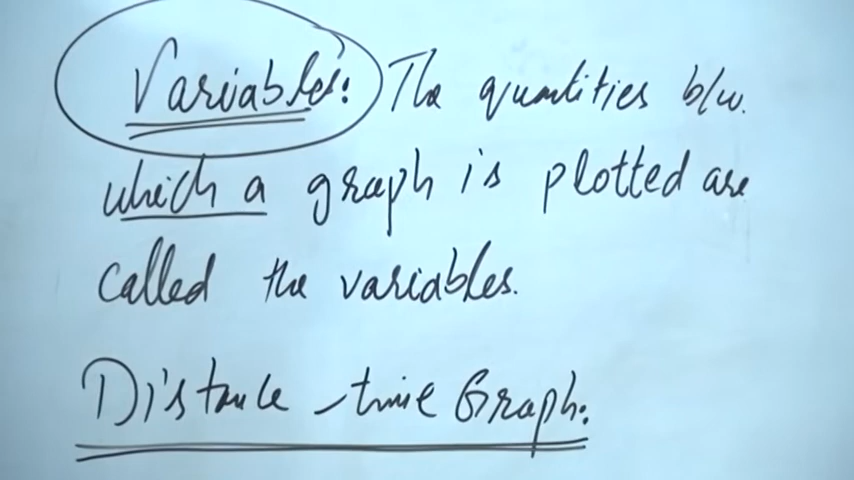 Variables: The quantities b/w.
which a graph is plotted are
called the variables.
Distance-time Graph: